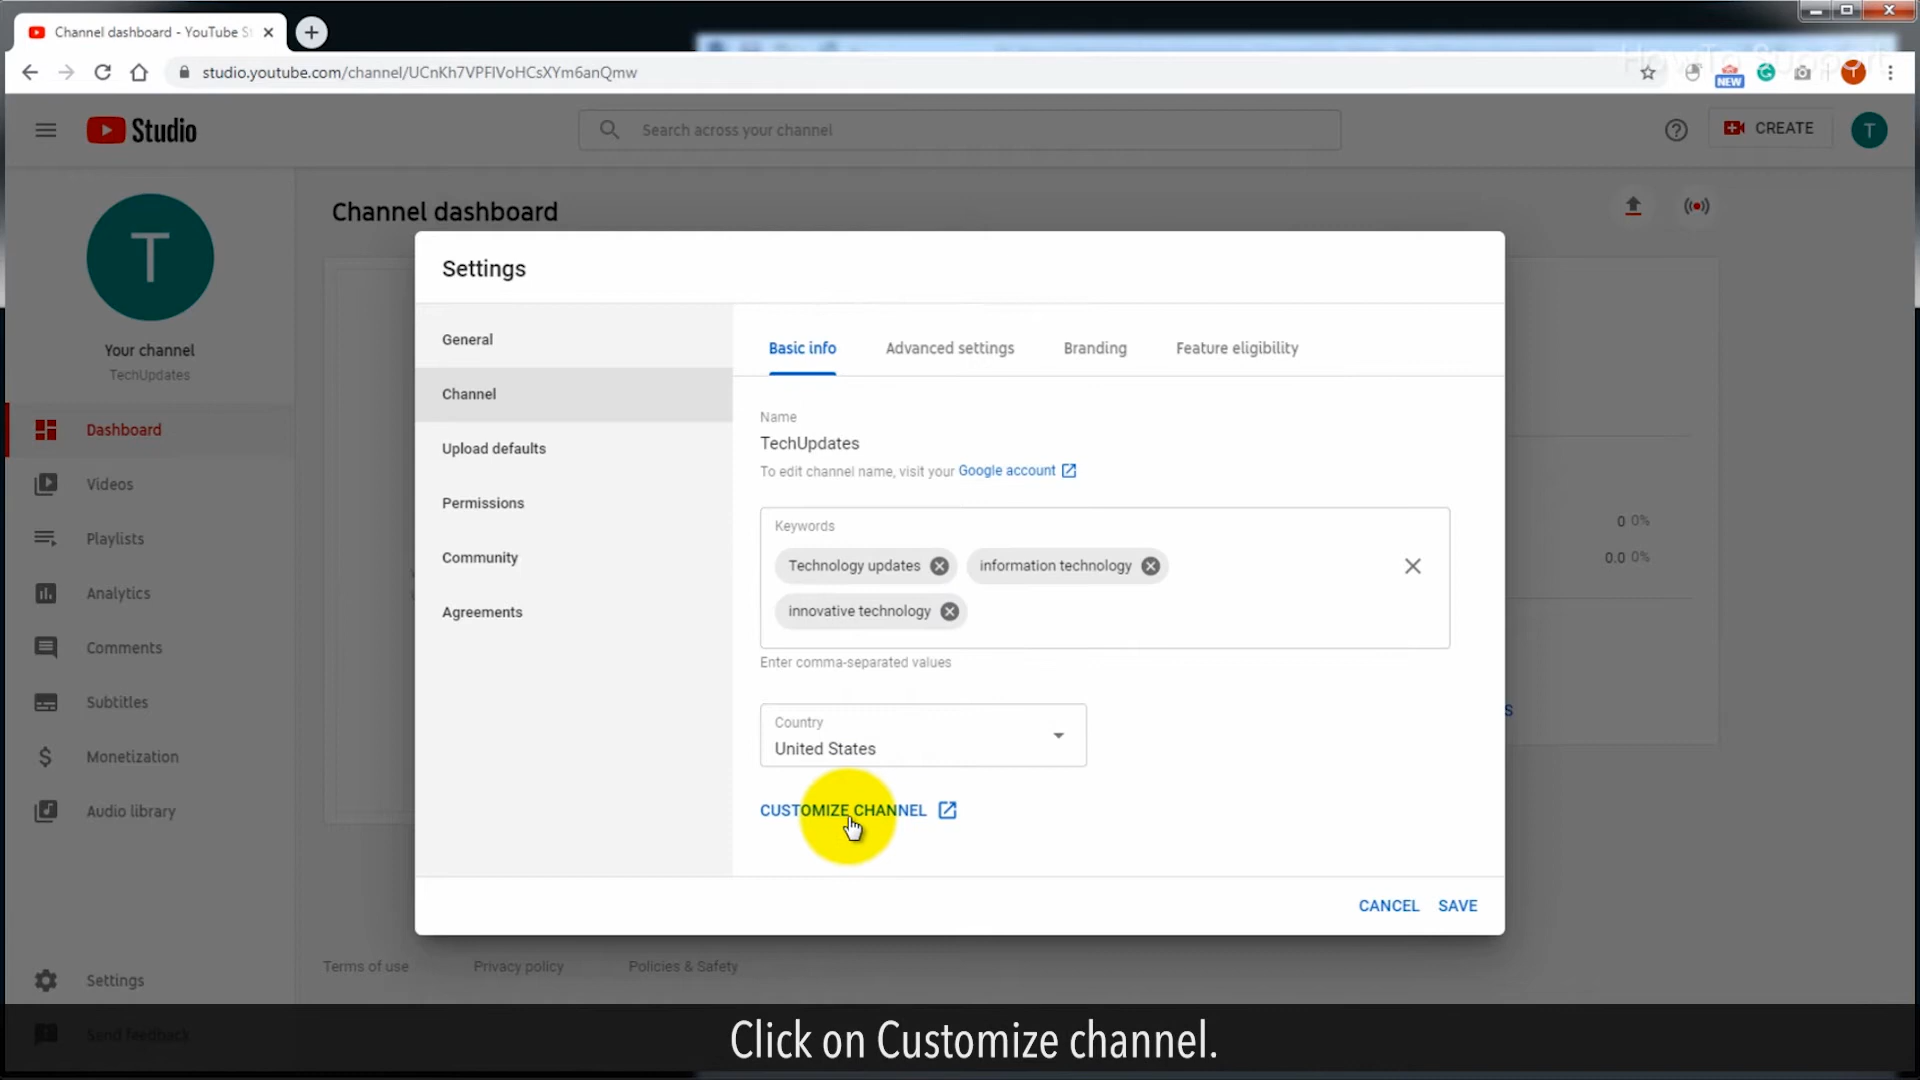 Channel dashboard - YouTube S
HowTo Support
studio.youtube.com/channel/UCnKh7VPFlVoHCsXYm6anQmw
NEW
T
Studio
Search across your channel
CREATE
T
T
Your channel
TechUpdates
Dashboard
Videos
Playlists
Analytics
Comments
Subtitles
Monetization
Audio library
Settings
Send feedback
Channel dashboard
Settings
General
Channel
Upload defaults
Permissions
Community
Agreements
Basic info
Advanced settings
Branding
Feature eligibility
Name
TechUpdates
To edit channel name, visit your Google account
Keywords
Technology updates
information technology
innovative technology
Enter comma-separated values
Country
United States
CUSTOMIZE CHANNEL
CANCEL
SAVE
0 0%
0.0 0%
S
Terms of use
Privacy policy
Policies & Safety
Click on Customize channel.